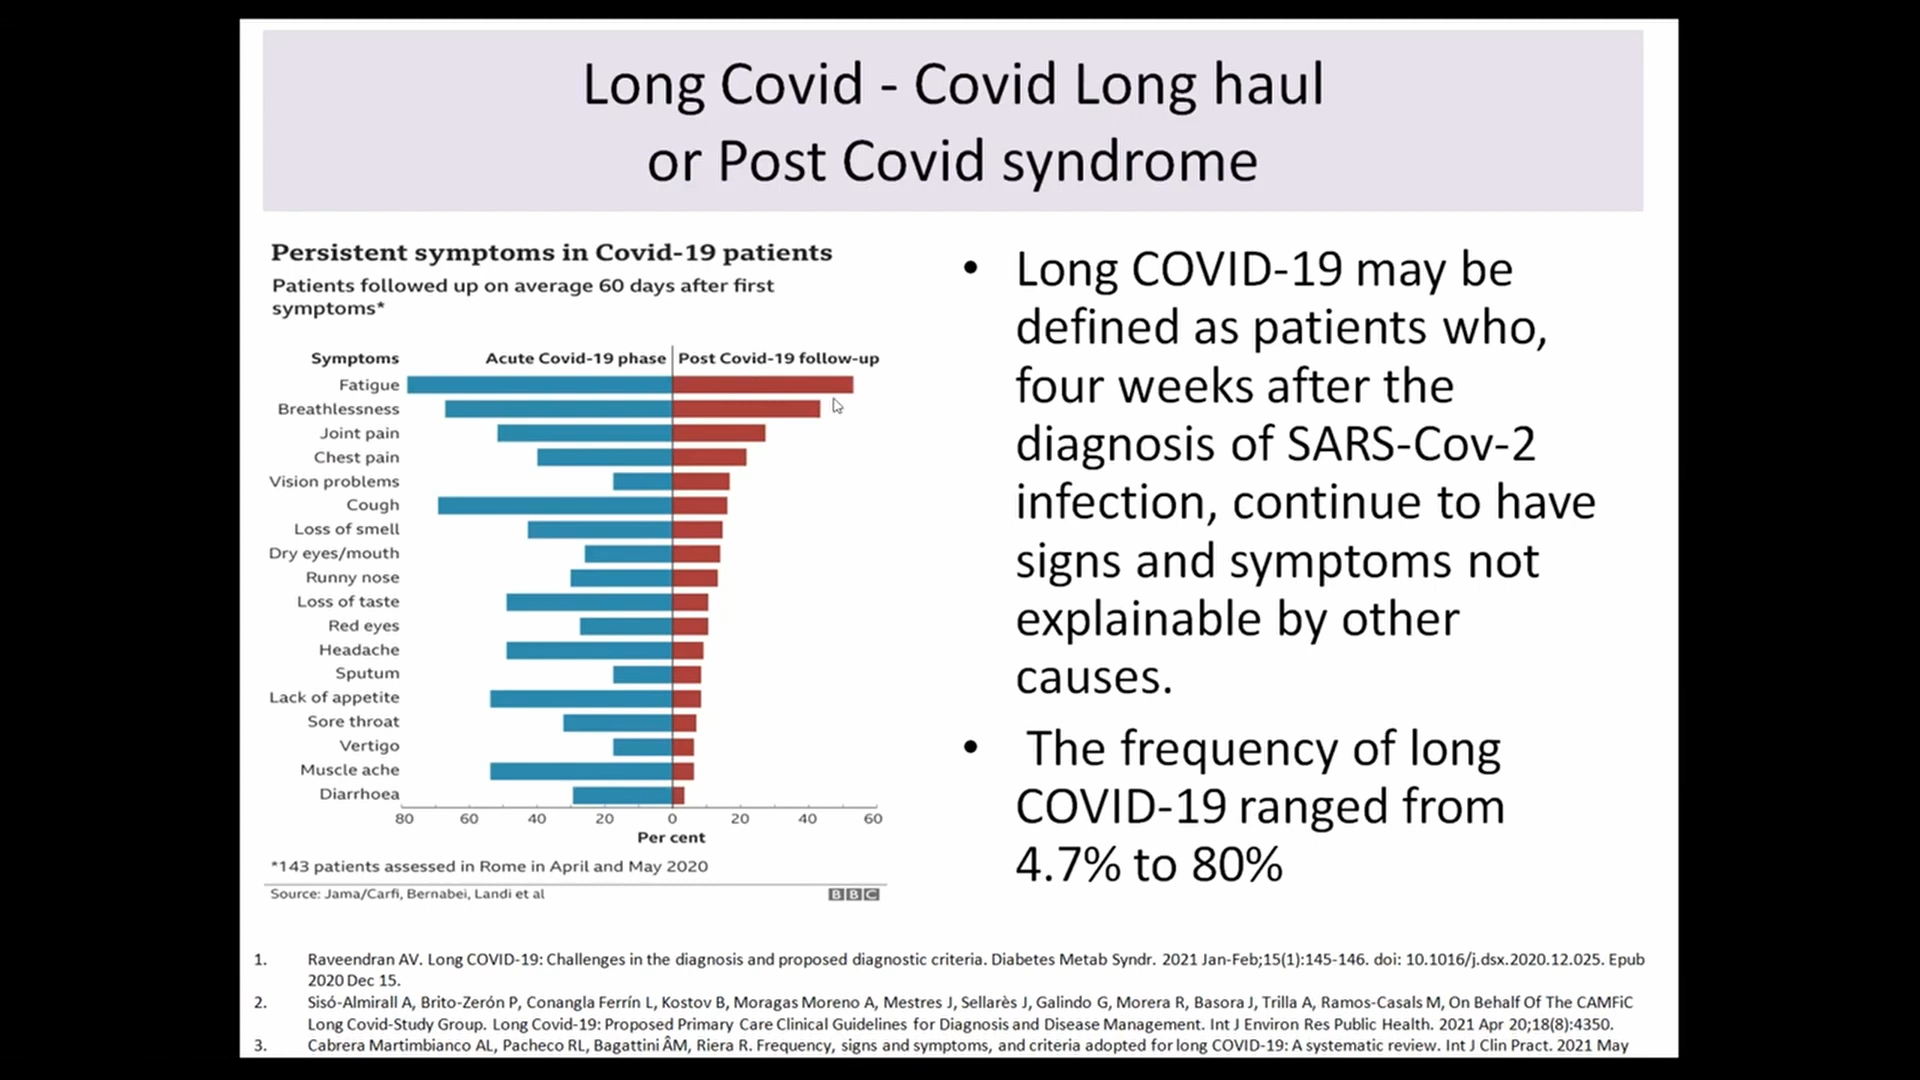 Long Covid - Covid Long haul
or Post Covid syndrome
Persistent symptoms in Covid-19 patients
Patients followed up on average 60 days after first
symptoms*
Symptoms Acute Covid-19 phase Post Covid-19 follow-up
Fatigue
Breathlessness
Joint pain
Chest pain
Vision problems
Cough
Loss of smell
Dry eyes/mouth
Runny nose
Loss of taste
Red eyes
Headache
Sputum
Lack of appetite
Sore throat
Vertigo
Muscle ache
Diarrhoea
80 60 40 20 0 20 40 60
Per cent
*143 patients assessed in Rome in April and May 2020
Source: Jama/Carfi, Bernabei, Landi et al
BBC
• Long COVID-19 may be
defined as patients who,
four weeks after the
diagnosis of SARS-Cov-2
infection, continue to have
signs and symptoms not
explainable by other
causes.
• The frequency of long
COVID-19 ranged from
4.7% to 80%
1. Raveendran AV. Long COVID-19: Challenges in the diagnosis and proposed diagnostic criteria. Diabetes Metab Syndr. 2021 Jan-Feb;15(1):145-146. doi: 10.1016/j.dsx.2020.12.025. Epub
2020 Dec 15.
2. Sisó-Almirall A, Brito-Zerón P, Conangla Ferrín L, Kostov B, Moragas Moreno A, Mestres J, Sellarès J, Galindo G, Morera R, Basora J, Trilla A, Ramos-Casals M, On Behalf Of The CAMFiC
Long Covid-Study Group. Long Covid-19: Proposed Primary Care Clinical Guidelines for Diagnosis and Disease Management. Int J Environ Res Public Health. 2021 Apr 20;18(8):4350.
3. Cabrera Martimbianco AL, Pacheco RL, Bagattini ÂM, Riera R. Frequency, signs and symptoms, and criteria adopted for long COVID-19: A systematic review. Int J Clin Pract. 2021 May